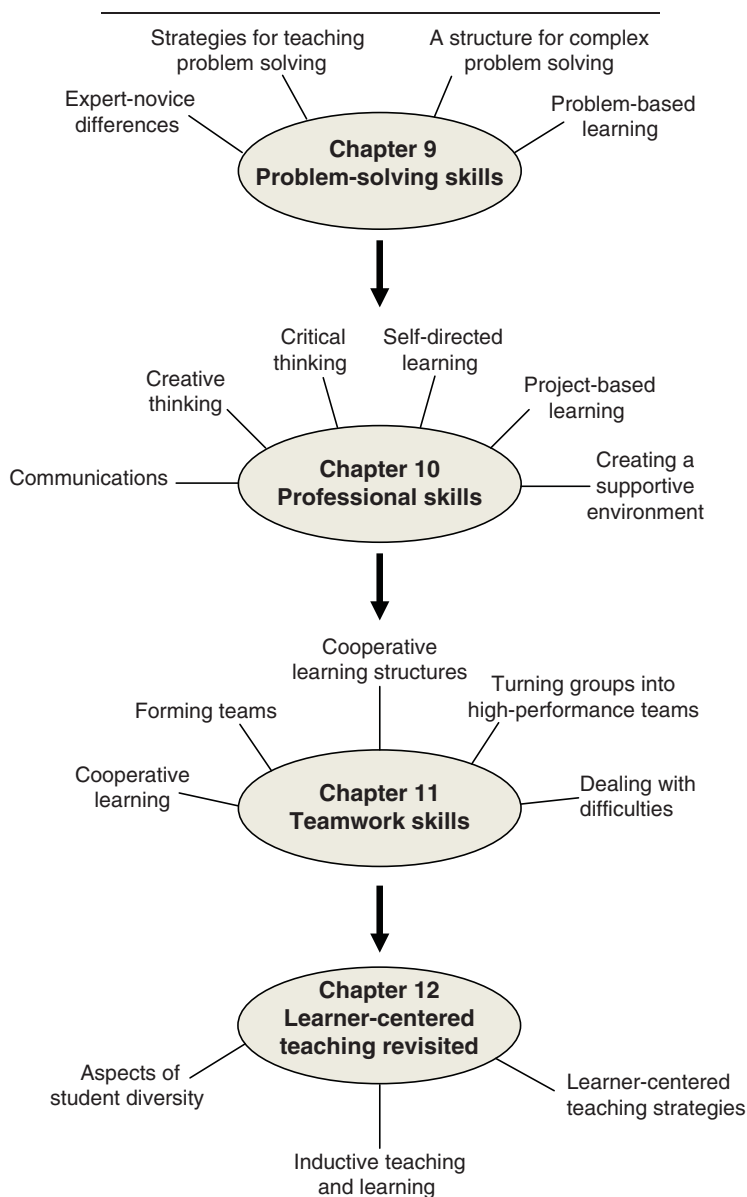 Strategies for teaching
problem solving
A structure for complex
problem solving
Expert-novice
differences
Problem-based
learning
Chapter 9
Problem-solving skills
Critical
thinking
Self-directed
learning
Creative
thinking
Project-based
learning
Communications
Chapter 10
Professional skills
Creating a
supportive
environment
Cooperative
learning structures
Turning groups into
high-performance teams
Forming teams
Cooperative
learning
Chapter 11
Teamwork skills
Dealing with
difficulties
Chapter 12
Learner-centered
teaching revisited
Aspects of
student diversity
Learner-centered
teaching strategies
Inductive teaching
and learning